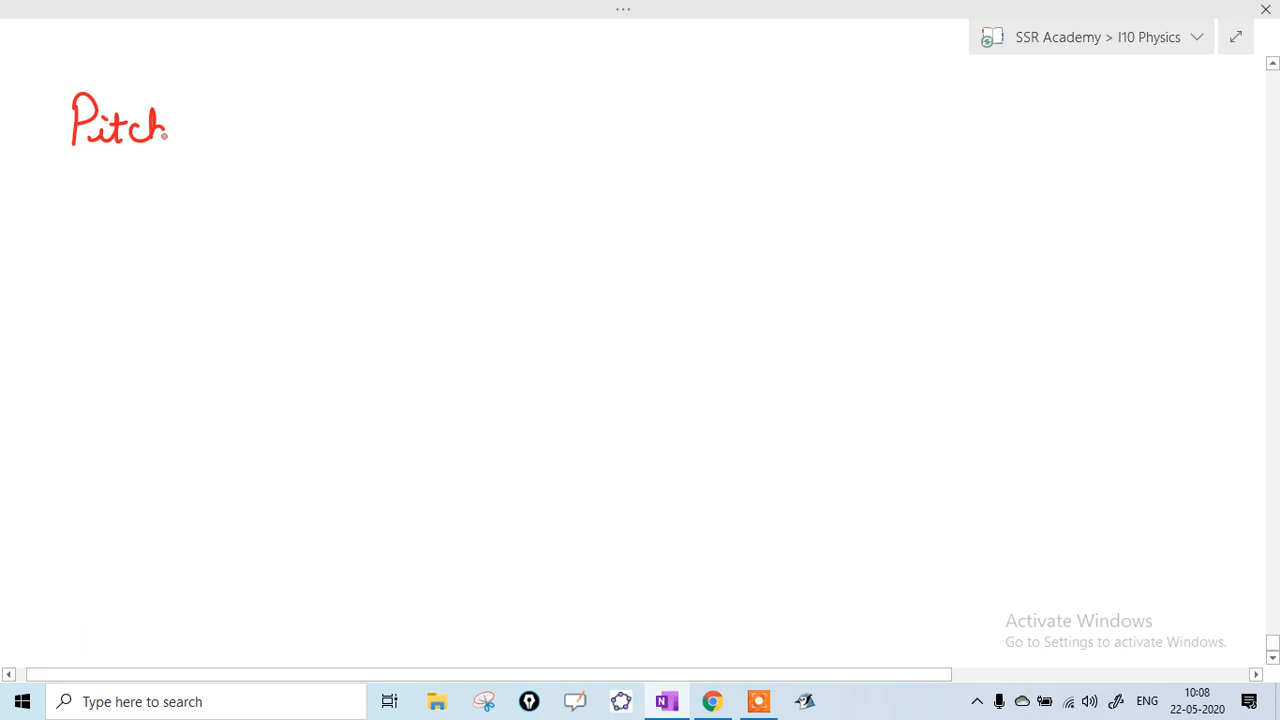 SSR Academy > I10 Physics
Pitch
Activate Windows
Go to Settings to activate Windows.
Type here to search
ENG
10:08
22-05-2020